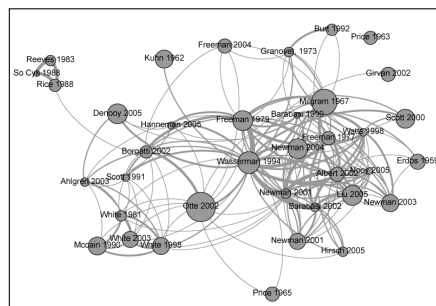 Burt 1992
Price 1963
Freeman 2004
Granovet. 1973
Reeves 1983
Kuhn 1962
So Cyk 1988
Girvan 2002
Rice 1988
Milgram 1967
Dencoy 2005
Barabasi 1999
Freeman 1979
Scott 2000
Hanneman 2005
Watts 1998
Freeman 1977
Borgatti 2002
Newman 2004
Erdos 1959
Wasserman 1994
Nooy 2005
Scott 1991
Albert 2002
Ahlgren 2003
Newman 2001
Liu 2005
Newman 2003
Otte 2002
Barabasi 2002
White 1981
White 2003
Mccain 1990
White 1998
Newman 2001
Hirsch 2005
Price 1965